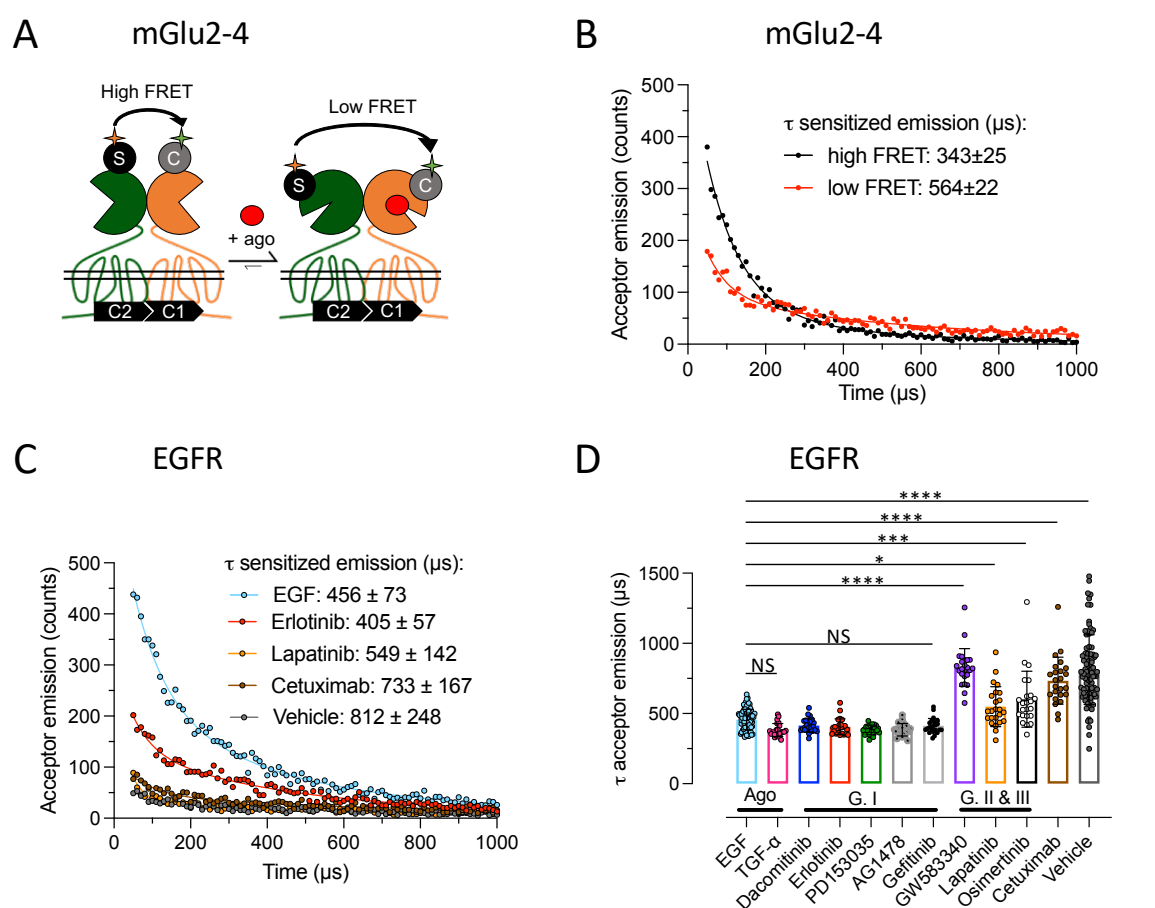 A
mGlu2-4
High FRET
Low FRET
S
C
S
C
+ ago
C2
C1
C2
C1
B
mGlu2-4
Acceptor emission (counts)
500
400
300
200
100
0
τ sensitized emission (µs):
high FRET: 343±25
low FRET: 564±22
0
200
400
600
800
1000
Time (µs)
C
EGFR
Acceptor emission (counts)
500
400
300
200
100
0
τ sensitized emission (µs):
EGF: 456 ± 73
Erlotinib: 405 ± 57
Lapatinib: 549 ± 142
Cetuximab: 733 ± 167
Vehicle: 812 ± 248
0
200
400
600
800
1000
Time (µs)
D
EGFR
****
****
***
*
****
NS
NS
τ acceptor emission (µs)
1500
1000
500
0
Ago
G. I
G. II & III
EGF
TGF-α
Dacomitinib
Erlotinib
PD153035
AG1478
Gefitinib
GW583340
Lapatinib
Osimertinib
Cetuximab
Vehicle